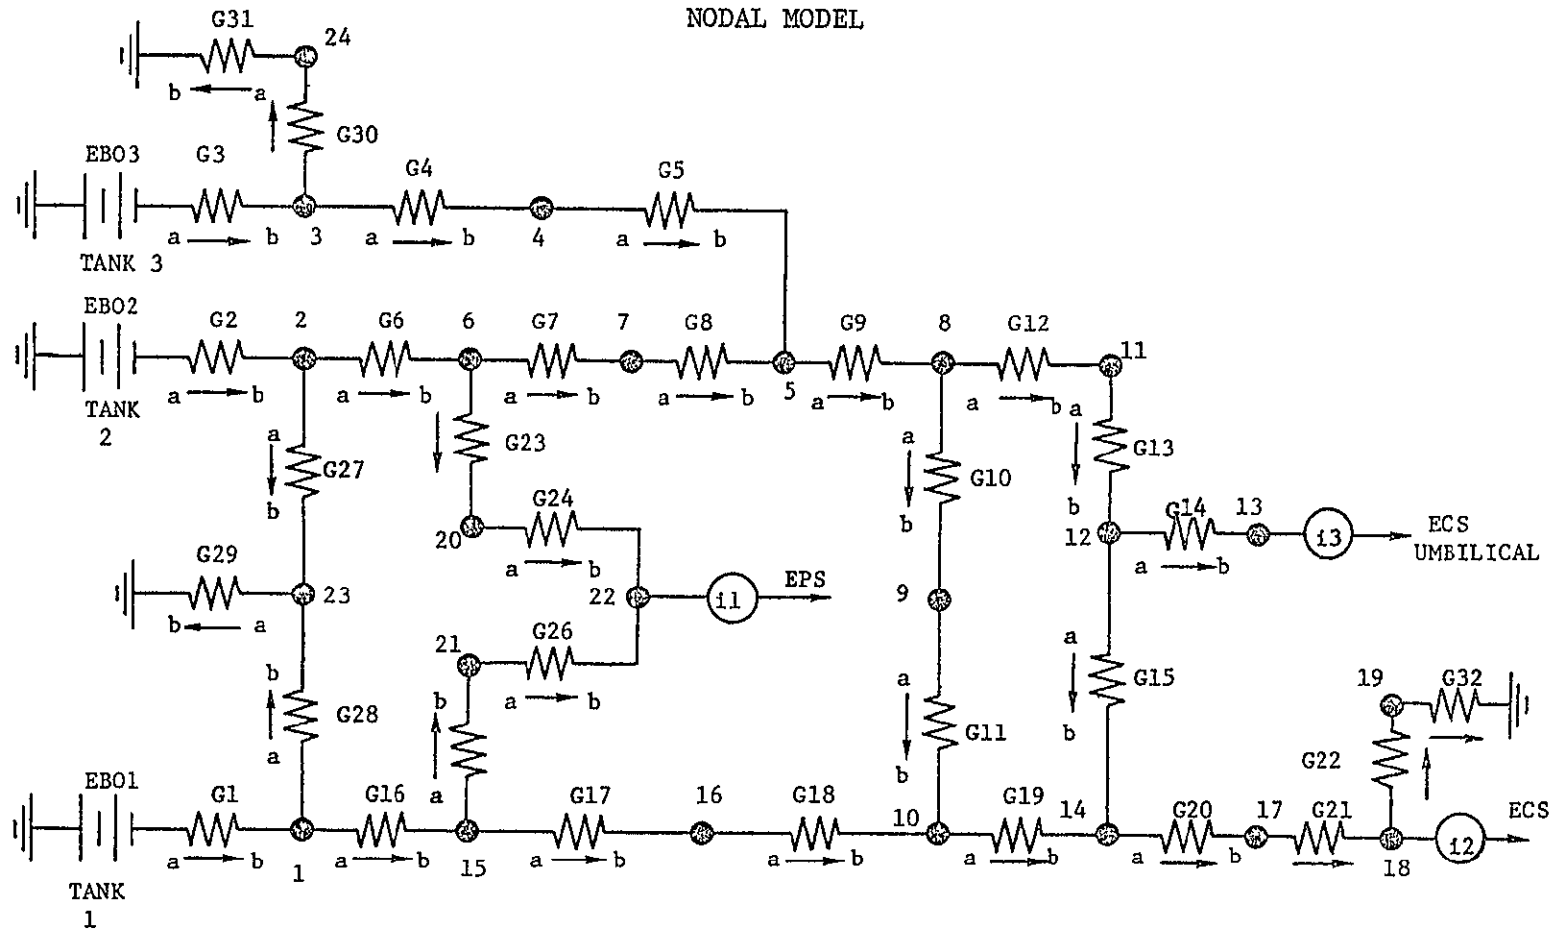 NODAL MODEL
G31
24
b a
G30
EBO3 G3 G4 G5
a b 3 a b 4 a b
TANK 3
EBO2 G2 2 G6 6 G7 7 G8 G9 8 G12 11
a b a b a b a b 5 a b a b a
TANK
2
a G27 b
G23
a G10 b
G13 b
20 G24 a b
12 G14 13 i3 ECS
UMBILICAL
a b
G29
b a 23
22 i1 EPS
9
21 G26 a b
b G28 a
b a
a G11 b
a G15 b
19 G32
G22
EBO1 G1 G16 G17 16 G18 10 G19 14 G20 17 G21 i2 ECS
a b 1 a b 15 a b a b a b a b 18
TANK
1